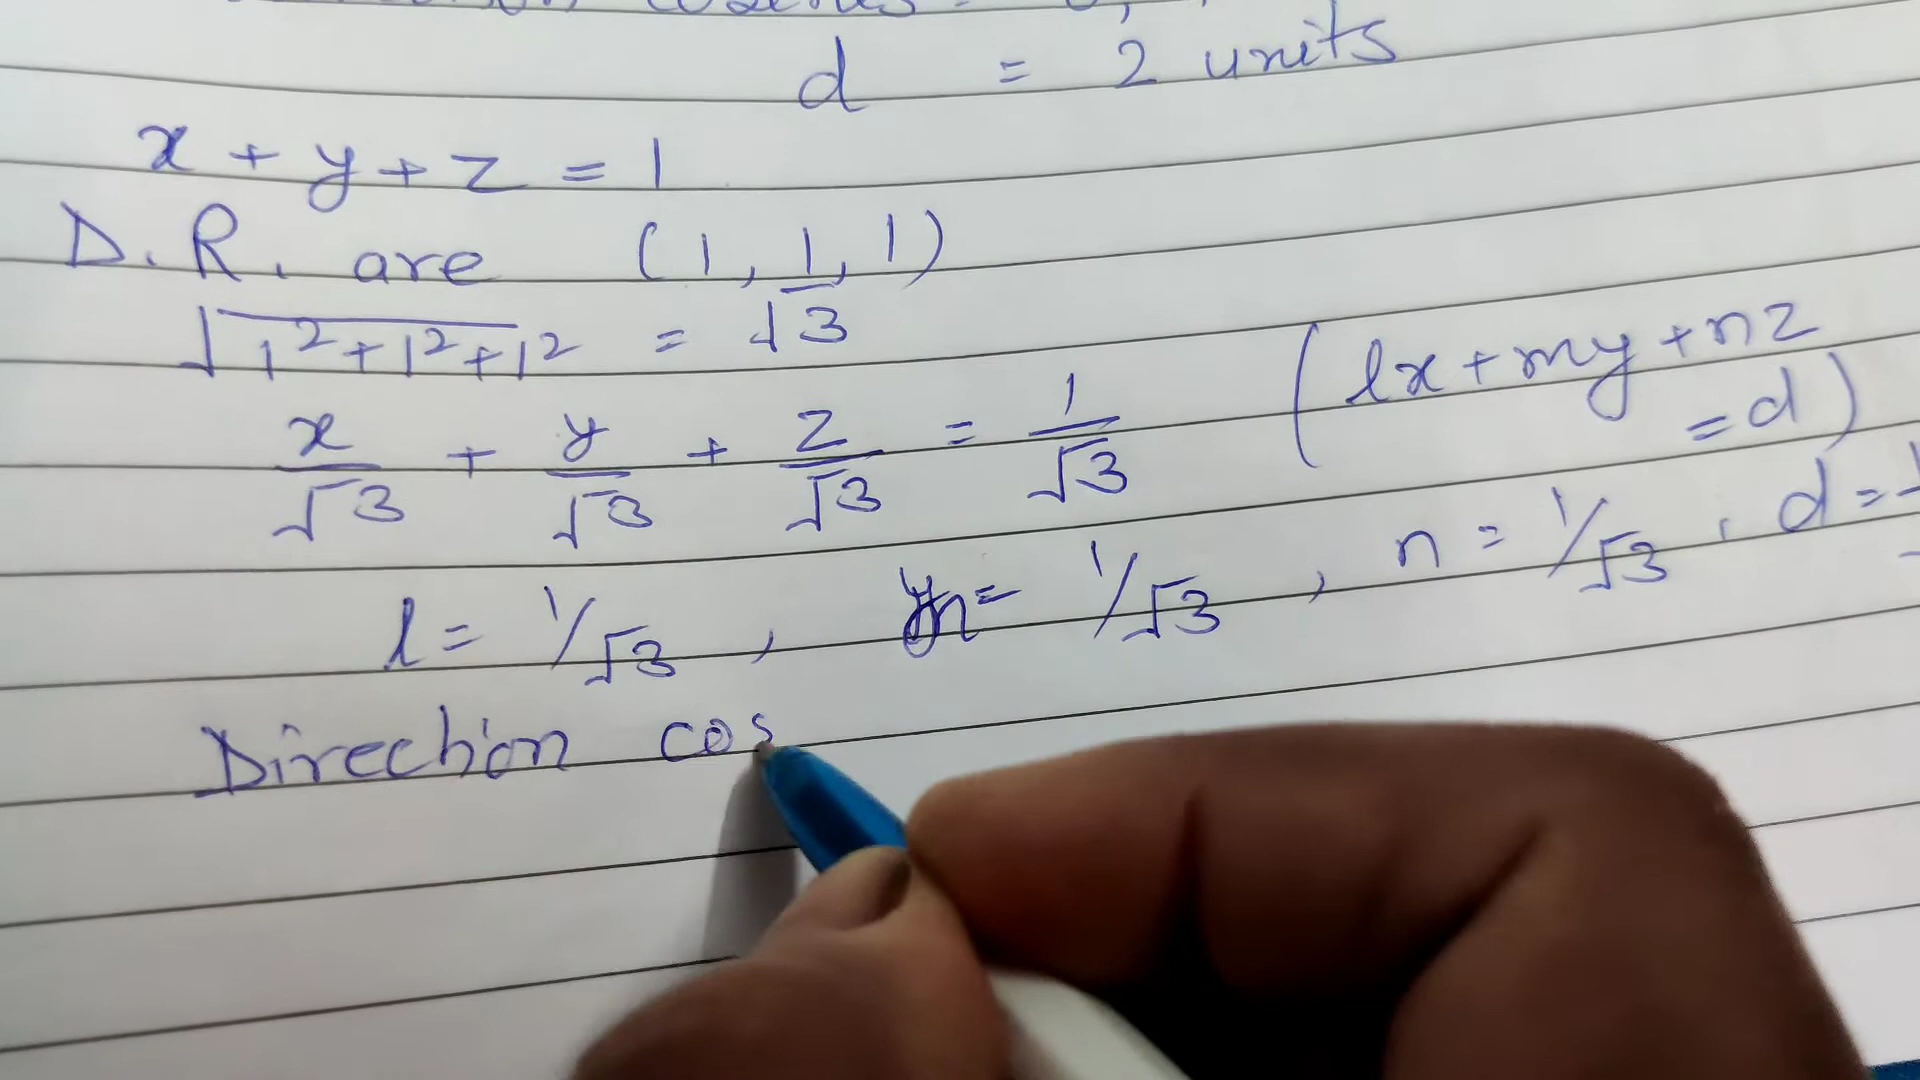 d = 2 units
x + y + z = 1
D.R. are (1, 1, 1)
√1²+1²+1² = √3
x/√3 + y/√3 + z/√3 = 1/√3 (lx + my + nz = d)
l = 1/√3 , m = 1/√3 , n = 1/√3 , d =
Direction cos